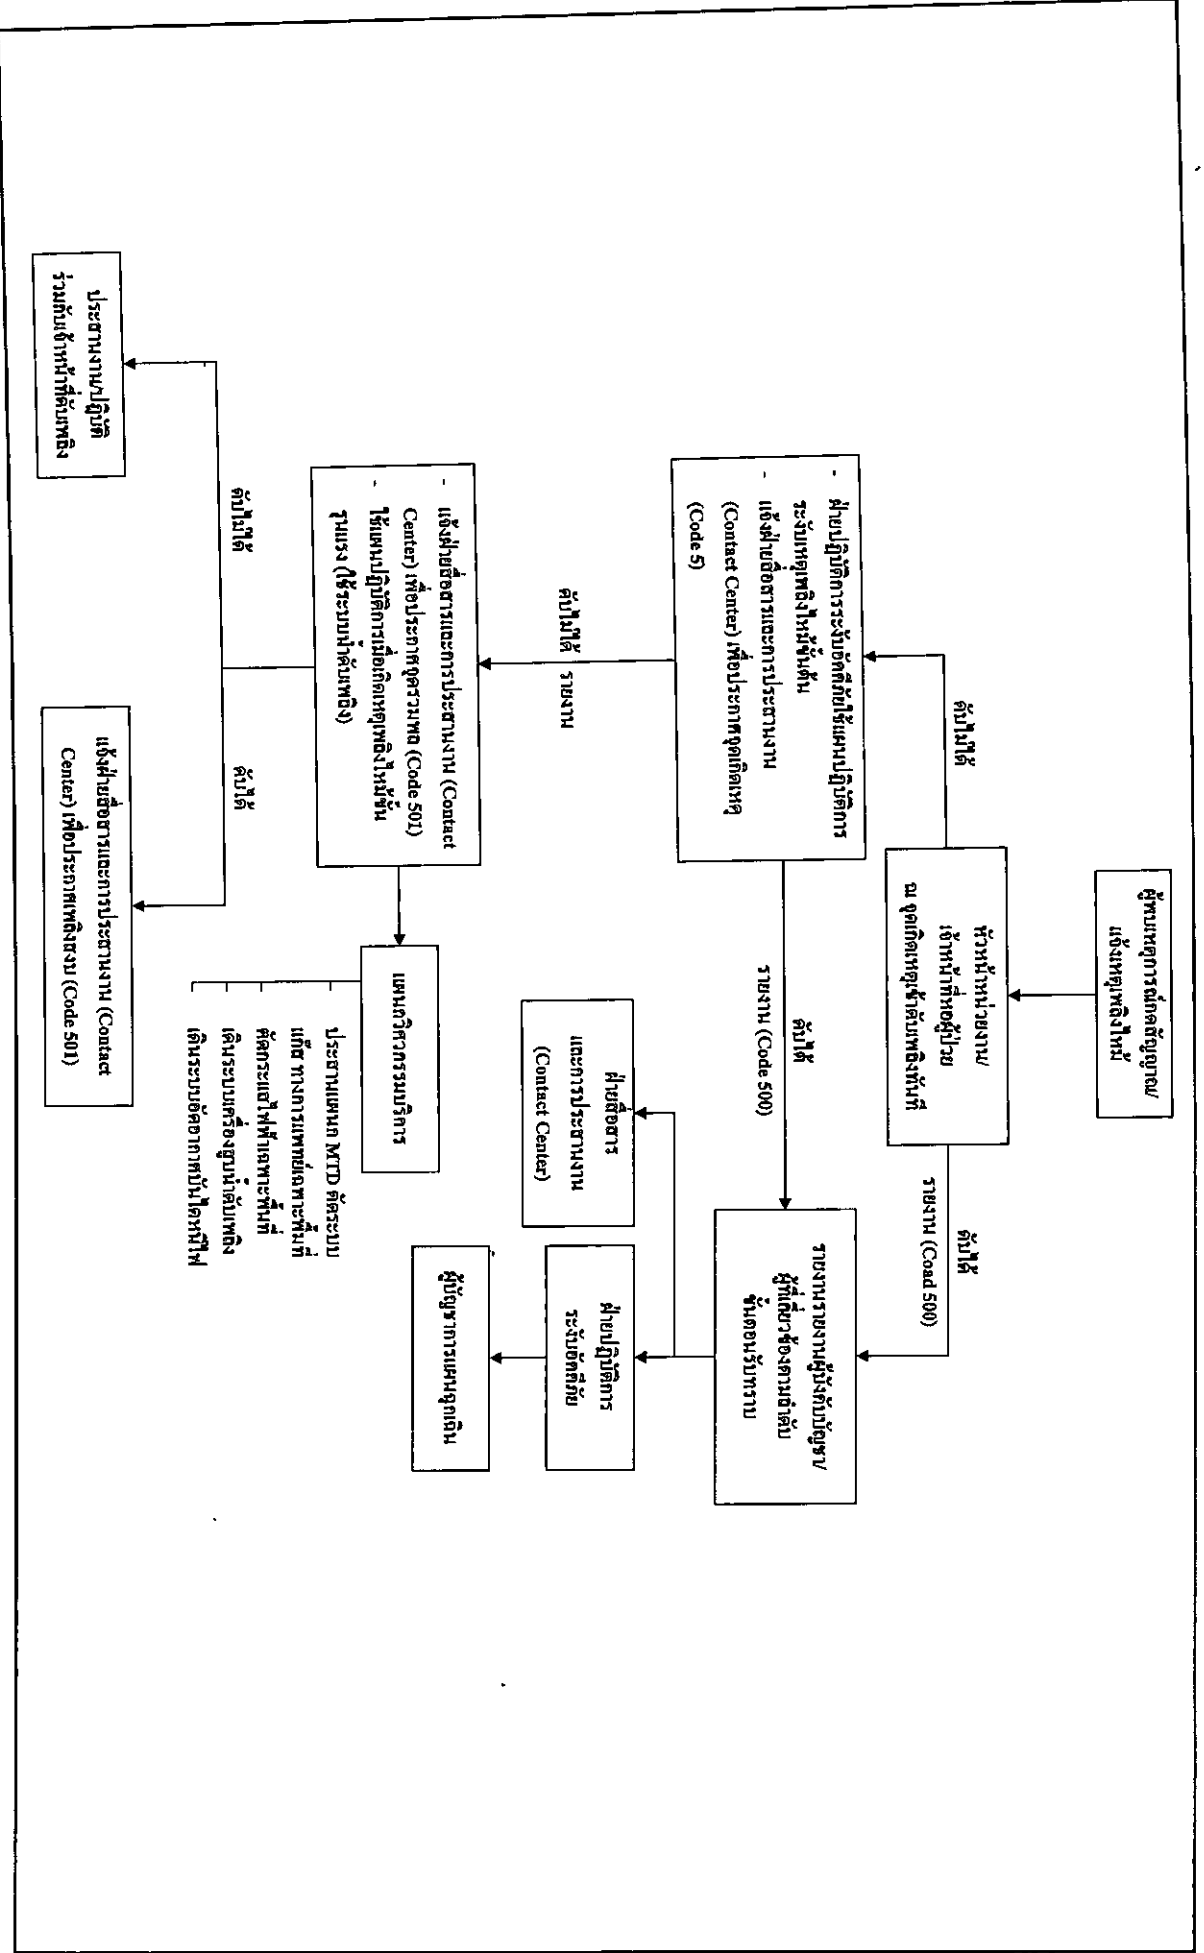 ผู้พบเหตุการณ์กดสัญญาณ/
แจ้งเหตุเพลิงไหม้
หัวหน้าหน่วยงาน/
เจ้าหน้าที่หอผู้ป่วย
ณ จุดเกิดเหตุเข้าดับเพลิงทันที
ดับไม่ได้
ดับได้
รายงาน (Coad 500)
- ฝ่ายปฏิบัติการระงับอัคคีภัยใช้แผนปฏิบัติการ
ระงับเหตุเพลิงไหม้ขั้นต้น
- แจ้งฝ่ายสื่อสารและการประสานงาน
(Contact Center) เพื่อประกาศจุดเกิดเหตุ
(Code 5)
ดับได้
รายงาน (Code 500)
รายงานรายงานผู้บังคับบัญชา/
ผู้ที่เกี่ยวข้องตามลำดับ
ขั้นตอนรับทราบ
ดับไม่ได้ รายงาน
ฝ่ายสื่อสาร
และการประสานงาน
(Contact Center)
ฝ่ายปฏิบัติการ
ระงับอัคคีภัย
ผู้บัญชาการแผนฉุกเฉิน
- แจ้งฝ่ายสื่อสารและการประสานงาน (Contact
Center) เพื่อประกาศจุดรวมพล (Code 501)
- ใช้แผนปฏิบัติการเมื่อเกิดเหตุเพลิงไหม้ขั้น
รุนแรง (ใช้ระบบน้ำดับเพลิง)
แผนกวิศวกรรมบริการ
ประสานแผนก MTD ตัดระบบ
แก๊ส ทางการแพทย์เฉพาะพื้นที่
ตัดกระแสไฟฟ้าเฉพาะพื้นที่
เดินระบบเครื่องสูบน้ำดับเพลิง
เดินระบบอัดอากาศบันไดหนีไฟ
ดับไม่ได้
ดับได้
ประสานงาน/ปฏิบัติ
ร่วมกับเจ้าหน้าที่ดับเพลิง
แจ้งฝ่ายสื่อสารและการประสานงาน (Contact
Center) เพื่อประกาศเพลิงสงบ (Code 501)